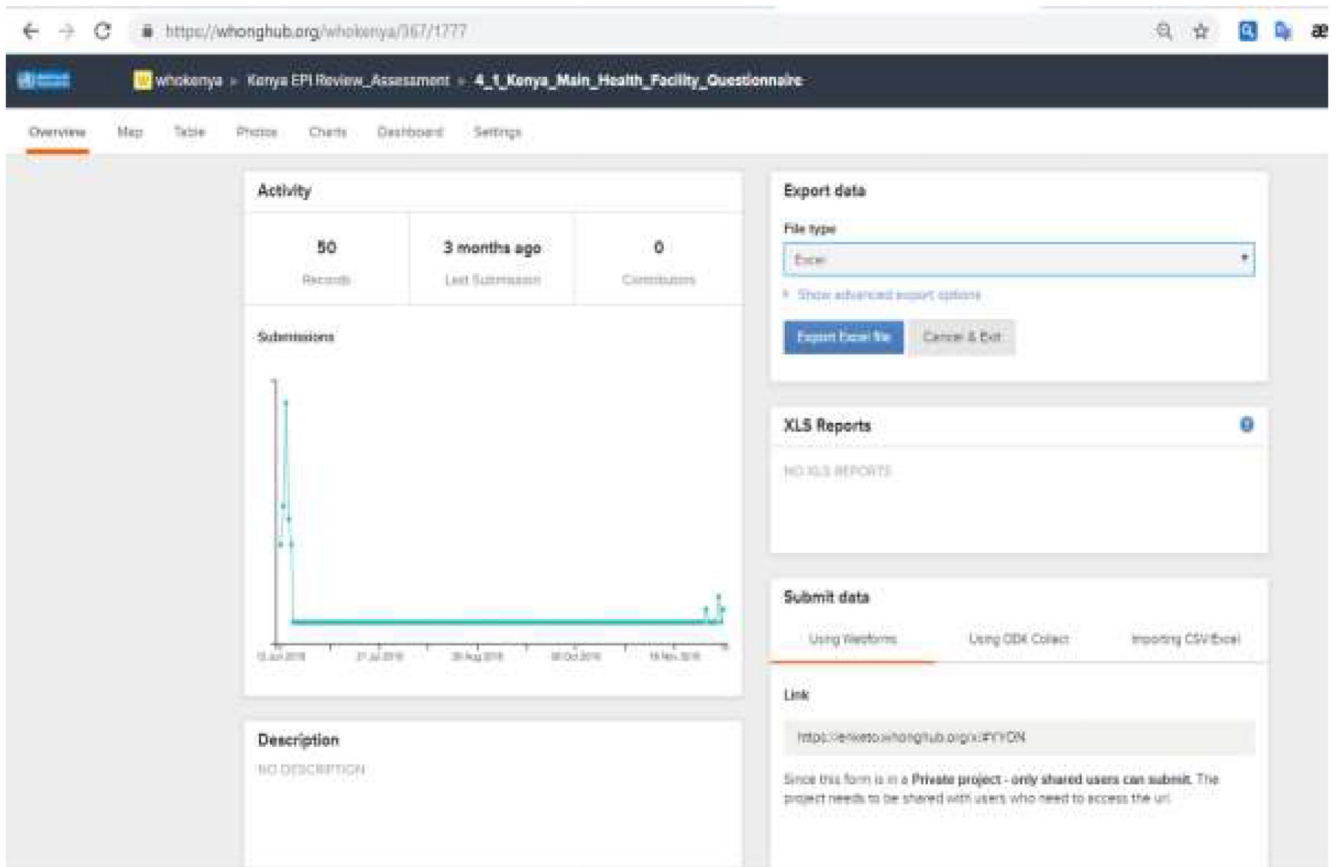 https://whonghub.org/whokenya/367/1777
whokenya » Kenya EPI Review_Assessment » 4_1_Kenya_Main_Health_Facility_Questionnaire
Overview Map Table Photos Charts Dashboard Settings
Activity
50
Records
3 months ago
Last Submission
0
Contributors
Submissions
21 Jul 2018
Description
NO DESCRIPTION
Export data
File type
Excel
Show advanced export options
Export Excel file Cancel & Exit
XLS Reports
NO XLS REPORTS
Submit data
Using Webforms Using ODK Collect Importing CSV/Excel
Link
Since this form is in a Private project - only shared users can submit. The
project needs to be shared with users who need to access the url.